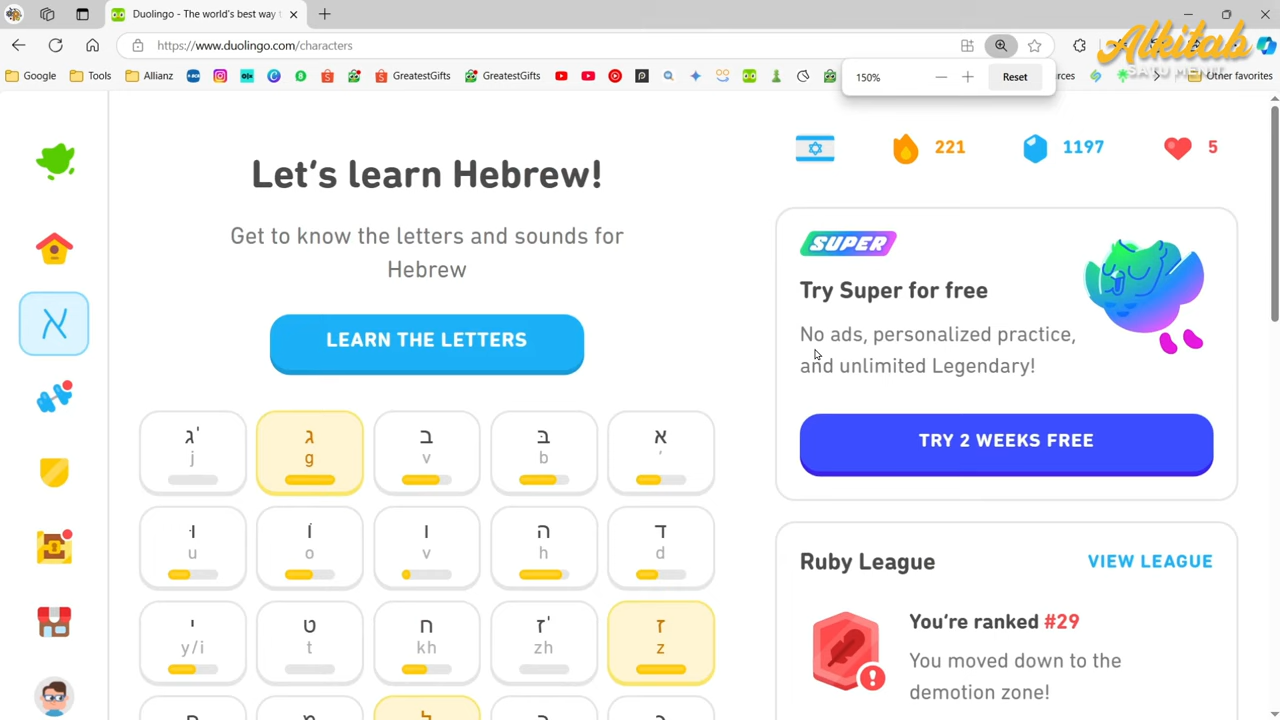 Duolingo - The world's best way t
https://www.duolingo.com/characters
Alkitab
SATU MENIT
Google
Tools
Allianz
GreatestGifts
GreatestGifts
Other favorites
150%
Reset
Let's learn Hebrew!
Get to know the letters and sounds for
Hebrew
LEARN THE LETTERS
א
221
1197
5
SUPER
Try Super for free
No ads, personalized practice,
and unlimited Legendary!
TRY 2 WEEKS FREE
Ruby League
VIEW LEAGUE
You're ranked #29
You moved down to the
demotion zone!
ג' ג ב בּ א
j g v b '
וּ וֹ ו ה ד
u o v h d
י ט ח ז' ז
y/i t kh zh z